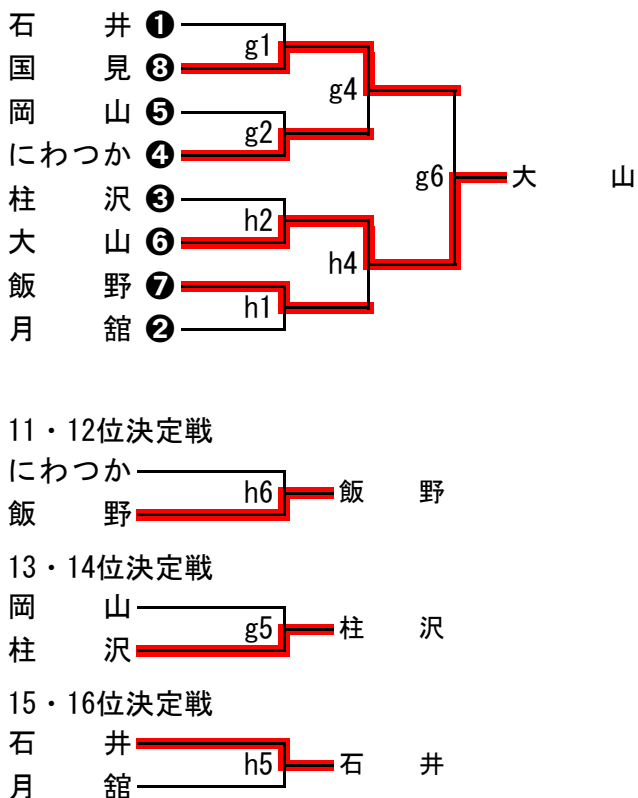 石井 ❶
g1
国見 ❽
g4
岡山 ❺
g2
にわつか ❹
g6 大山
柱沢 ❸
h2
大山 ❻
h4
飯野 ❼
h1
月舘 ❷
11・12位決定戦
にわつか
h6 飯野
飯野
13・14位決定戦
岡山
g5 柱沢
柱沢
15・16位決定戦
石井
h5 石井
月舘